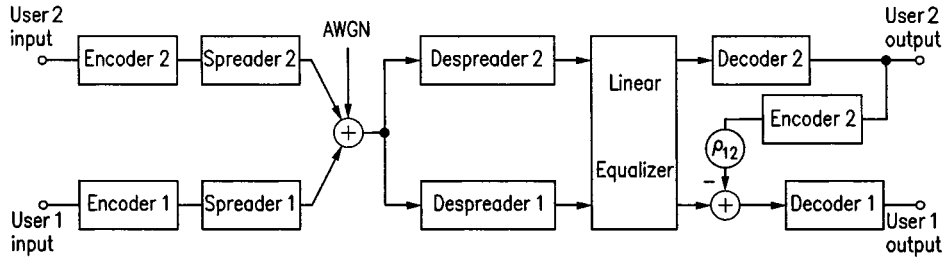 User 2
input
Encoder 2
Spreader 2
AWGN
+
Despreader 2
Linear
Equalizer
Decoder 2
User 2
output
Encoder 2
ρ12
−
+
User 1
input
Encoder 1
Spreader 1
Despreader 1
Decoder 1
User 1
output